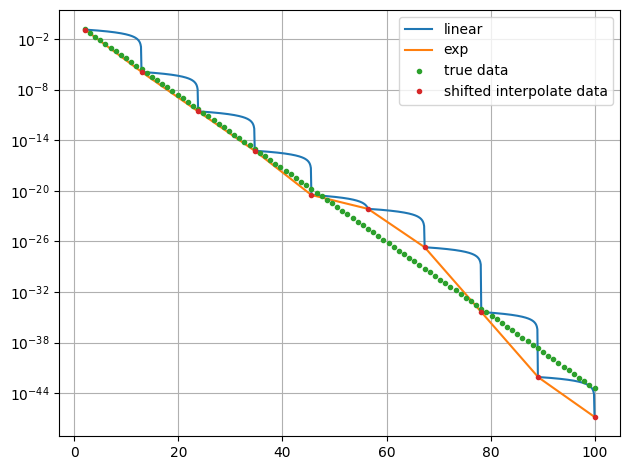 linear
exp
true data
shifted interpolate data
10⁻²
10⁻⁸
10⁻¹⁴
10⁻²⁰
10⁻²⁶
10⁻³²
10⁻³⁸
10⁻⁴⁴
0 20 40 60 80 100